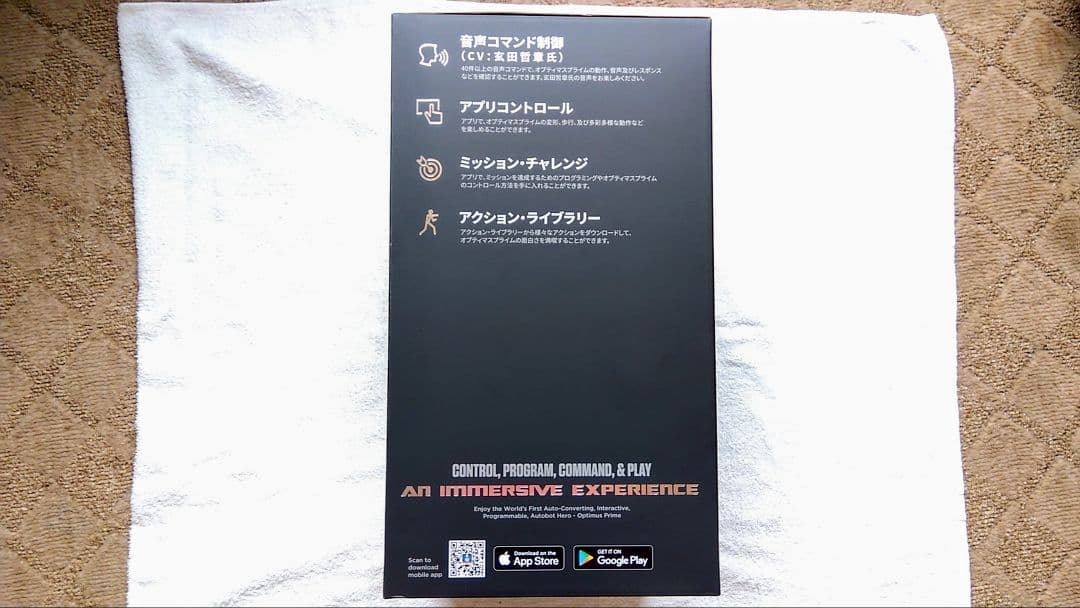 音声コマンド制御
(CV:玄田哲章氏)
40件以上の音声コマンドで、オプティマスプライムの動作、音声及びレスポンス
などを確認することができます。玄田哲章氏の音声をお楽しみください。
アプリコントロール
アプリで、オプティマスプライムの変形、歩行、及び多彩多様な動作など
を楽しめることができます。
ミッション・チャレンジ
アプリで、ミッションを達成するためのプログラミングやオプティマスプライム
のコントロール方法を手に入れることができます。
アクション・ライブラリー
アクション・ライブラリーから様々なアクションをダウンロードして、
オプティマスプライムの面白さを満喫することができます。
CONTROL, PROGRAM, COMMAND, & PLAY
AN IMMERSIVE EXPERIENCE
Enjoy the World's First Auto-Converting, Interactive,
Programmable, Autobot Hero - Optimus Prime
Scan to
download
mobile app
Download on the
App Store
GET IT ON
Google Play